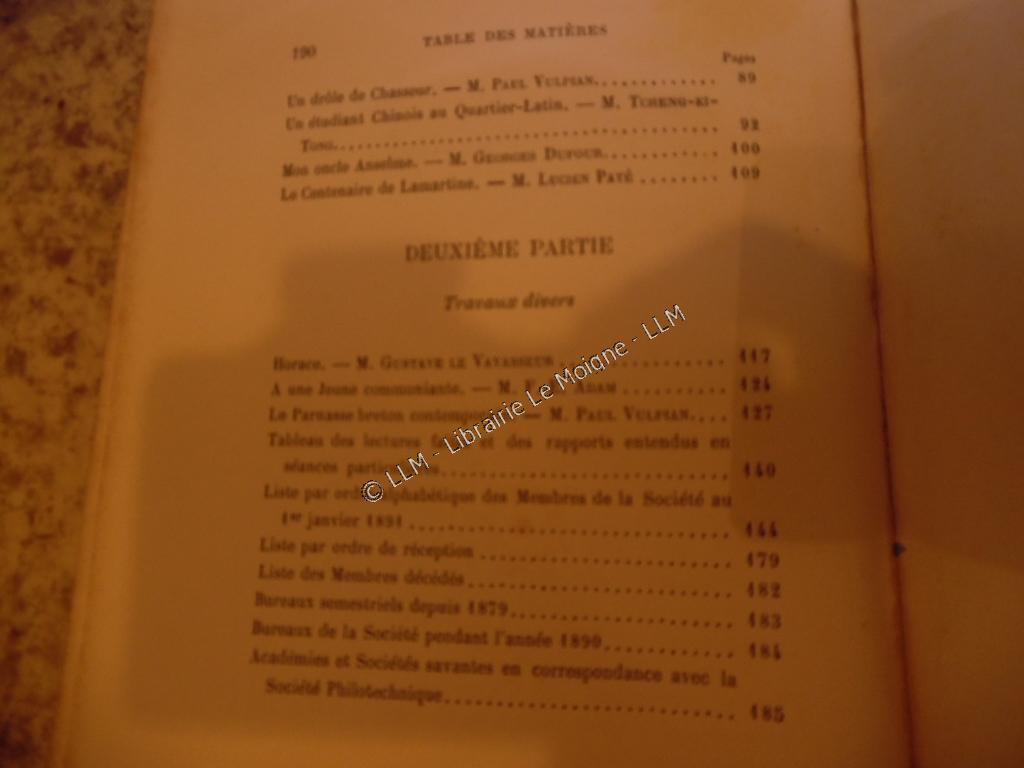 190
TABLE DES MATIÈRES
Pages
Un drôle de Chasseur. — M. PAUL VULPIAN............. 89
Un étudiant Chinois au Quartier-Latin. — M. TCHENG-KI-
TONG........................................ 92
Mon oncle Anselme. — M. GEORGES DUFOUR............ 100
Le Centenaire de Lamartine. — M. LUCIEN PATÉ ........ 109
DEUXIÈME PARTIE
Travaux divers
Horace. — M. GUSTAVE LE VAVASSEUR ................. 117
A une Jeune communiante. — M. ADAM .......... 124
Le Parnasse breton — M. PAUL VULPIAN.... 127
Tableau des lectures et des rapports entendus en
séances .............................. 140
Liste par ordre alphabétique des Membres de la Société au
1er janvier 1891 ................................ 144
Liste par ordre de réception ......................... 179
Liste des Membres décédés ........................... 182
Bureaux semestriels depuis 1879....................... 183
Bureaux de la Société pendant l'année 1890............. 184
Académies et Sociétés savantes en correspondance avec la
Société Philotechnique............................. 185
© LLM - Librairie Le Moigne - LLM